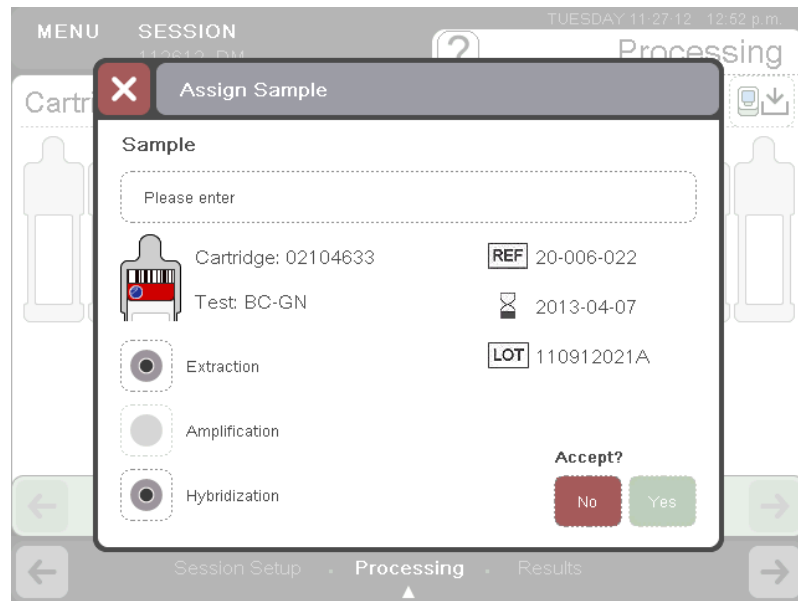 MENU SESSION
TUESDAY 11-27-12 12:52 p.m.
112612_DM
?
Processing
Cartri
Assign Sample
Sample
Please enter
Cartridge: 02104633
REF 20-006-022
Test: BC-GN
2013-04-07
LOT 110912021A
Extraction
Amplification
Hybridization
Accept?
No Yes
Session Setup . Processing . Results